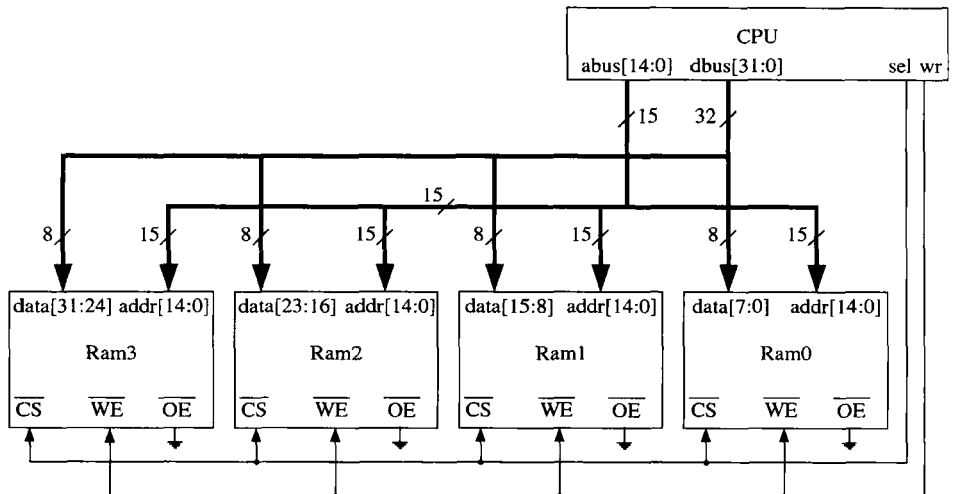 CPU
abus[14:0] dbus[31:0] sel wr
15 32
15
8 15 8 15 8 15 8 15
data[31:24] addr[14:0] data[23:16] addr[14:0] data[15:8] addr[14:0] data[7:0] addr[14:0]
Ram3 Ram2 Ram1 Ram0
CS WE OE CS WE OE CS WE OE CS WE OE